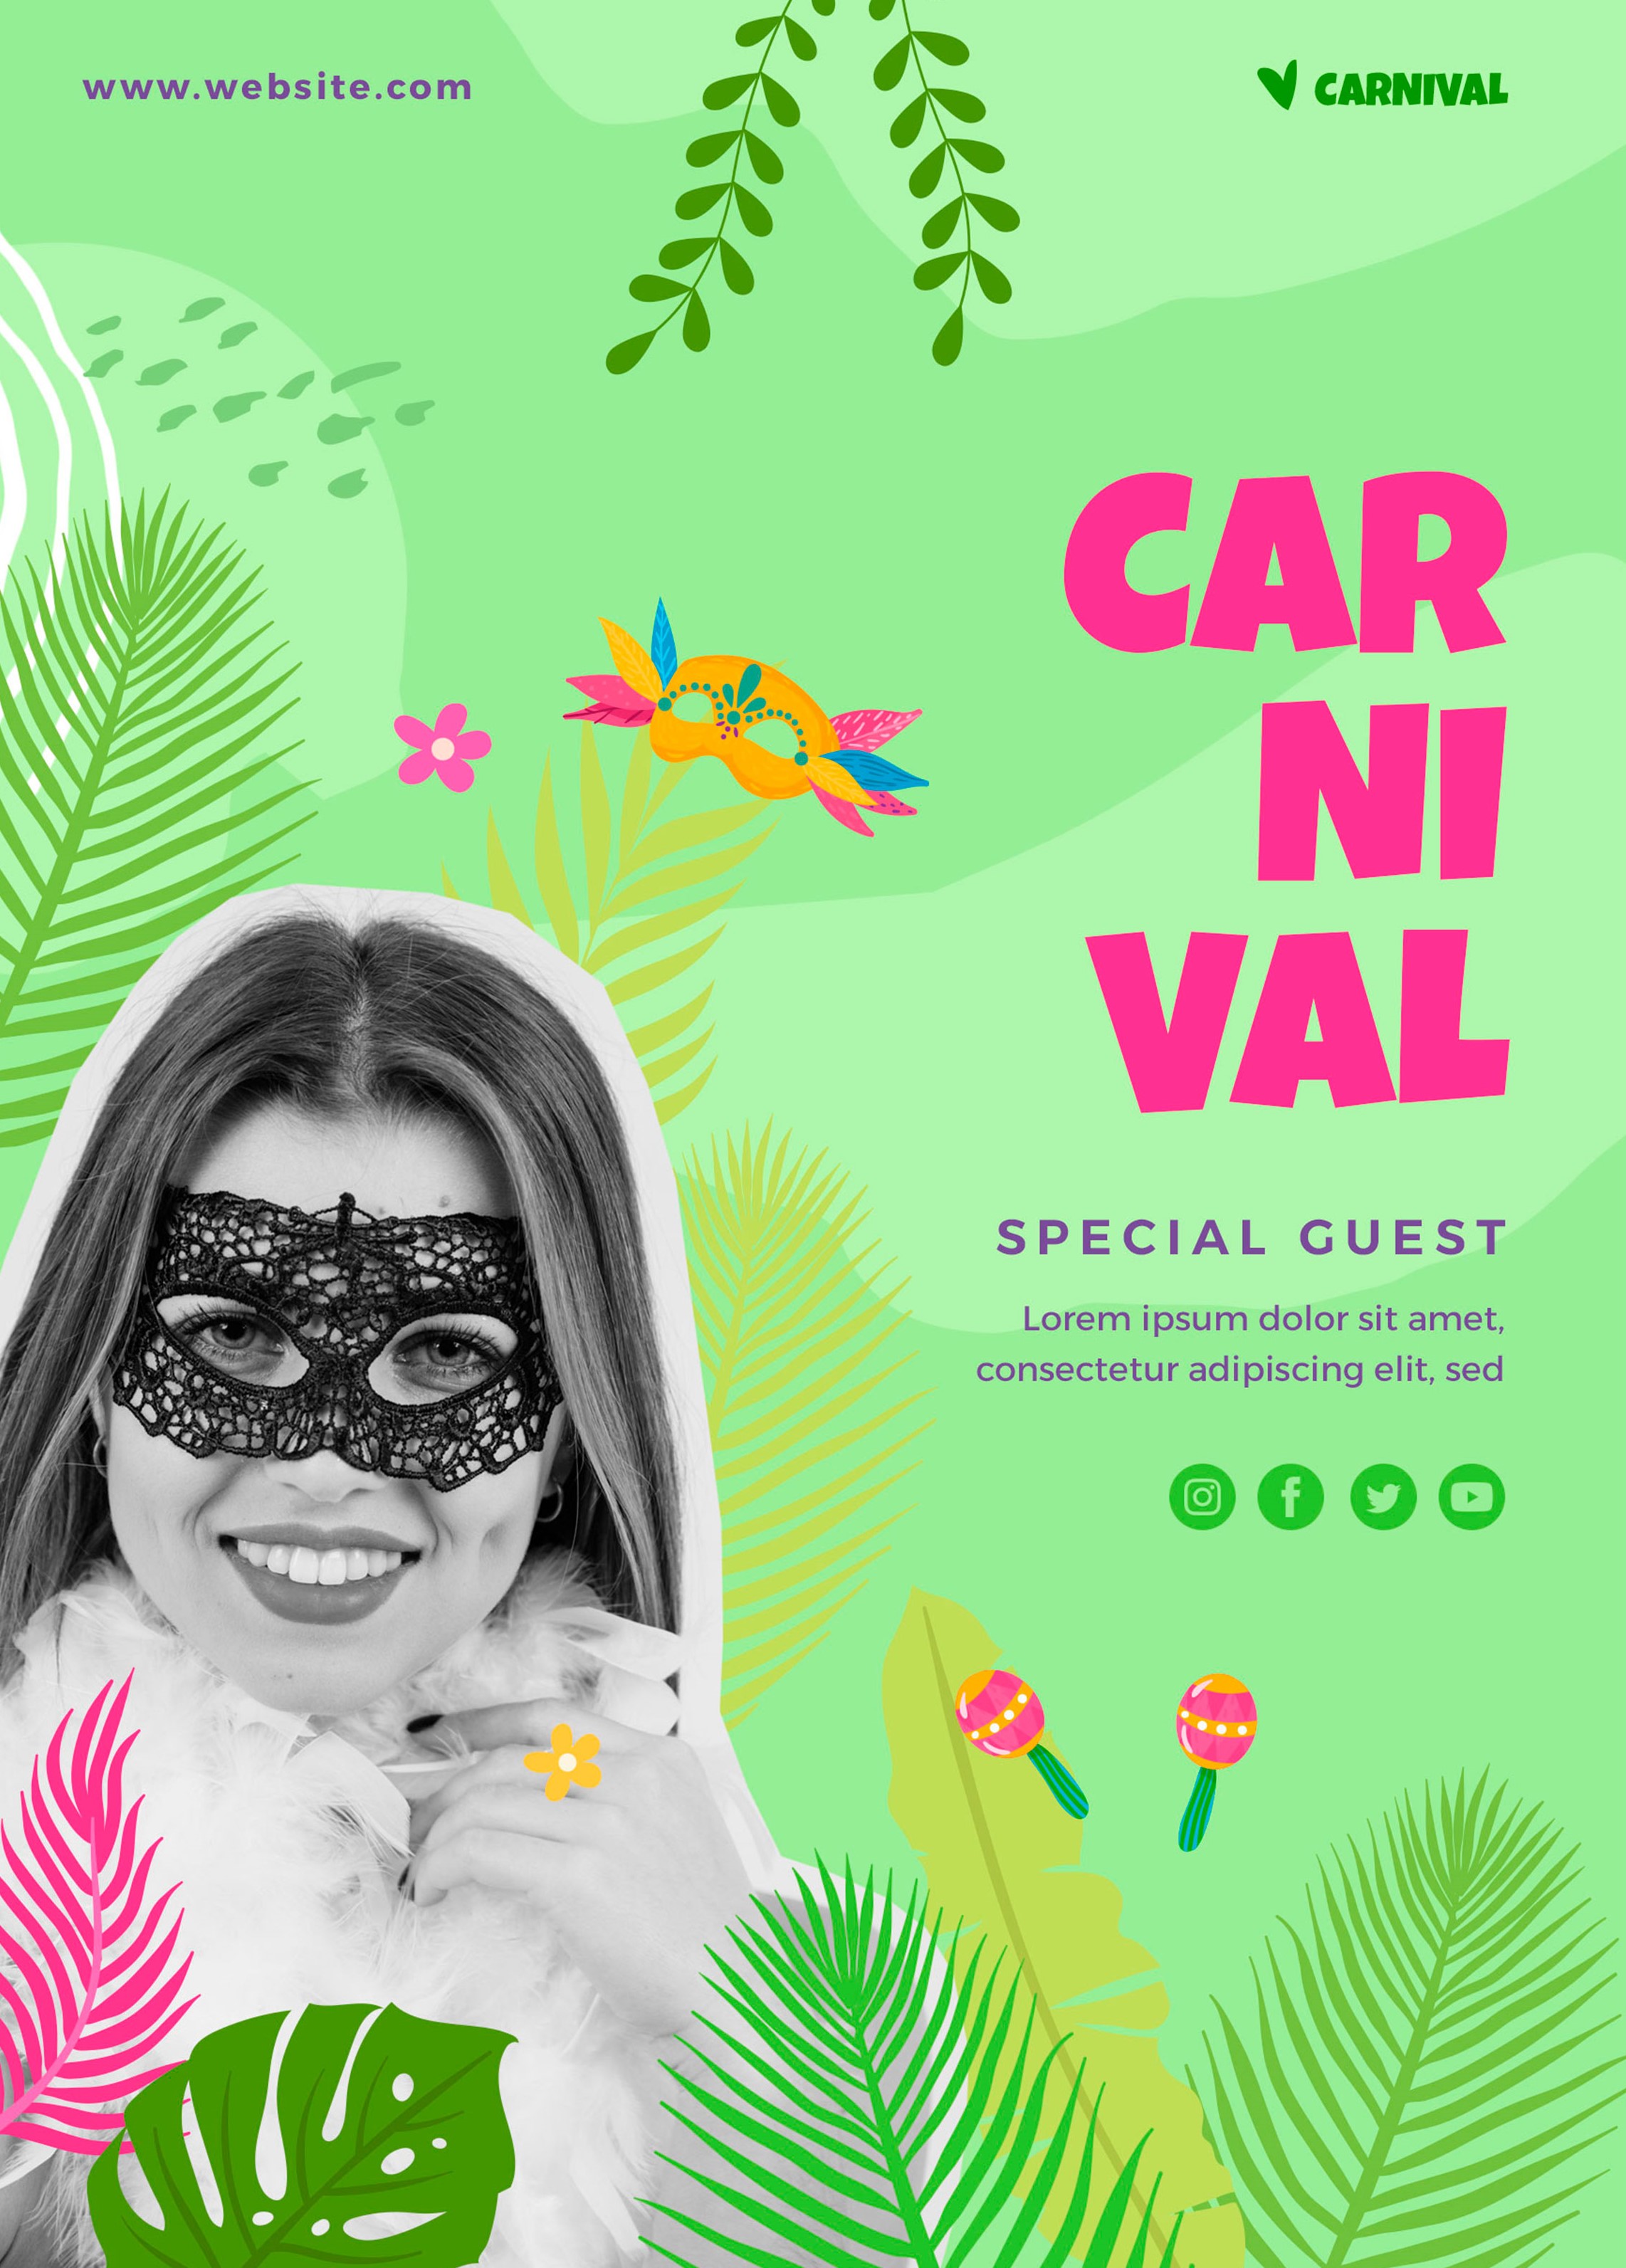 www.website.com
CARNIVAL
CAR
NI
VAL
SPECIAL GUEST
Lorem ipsum dolor sit amet,
consectetur adipiscing elit, sed